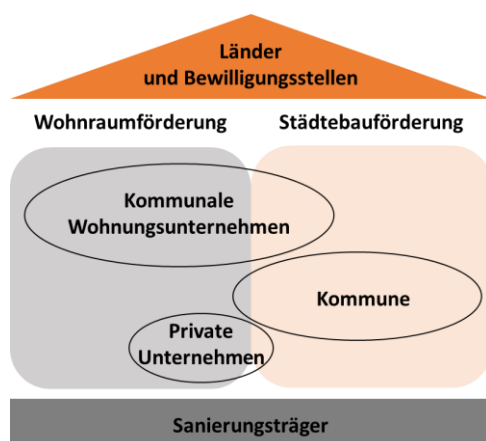 Länder
und Bewilligungsstellen
Wohnraumförderung
Städtebauförderung
Kommunale
Wohnungsunternehmen
Kommune
Private
Unternehmen
Sanierungsträger